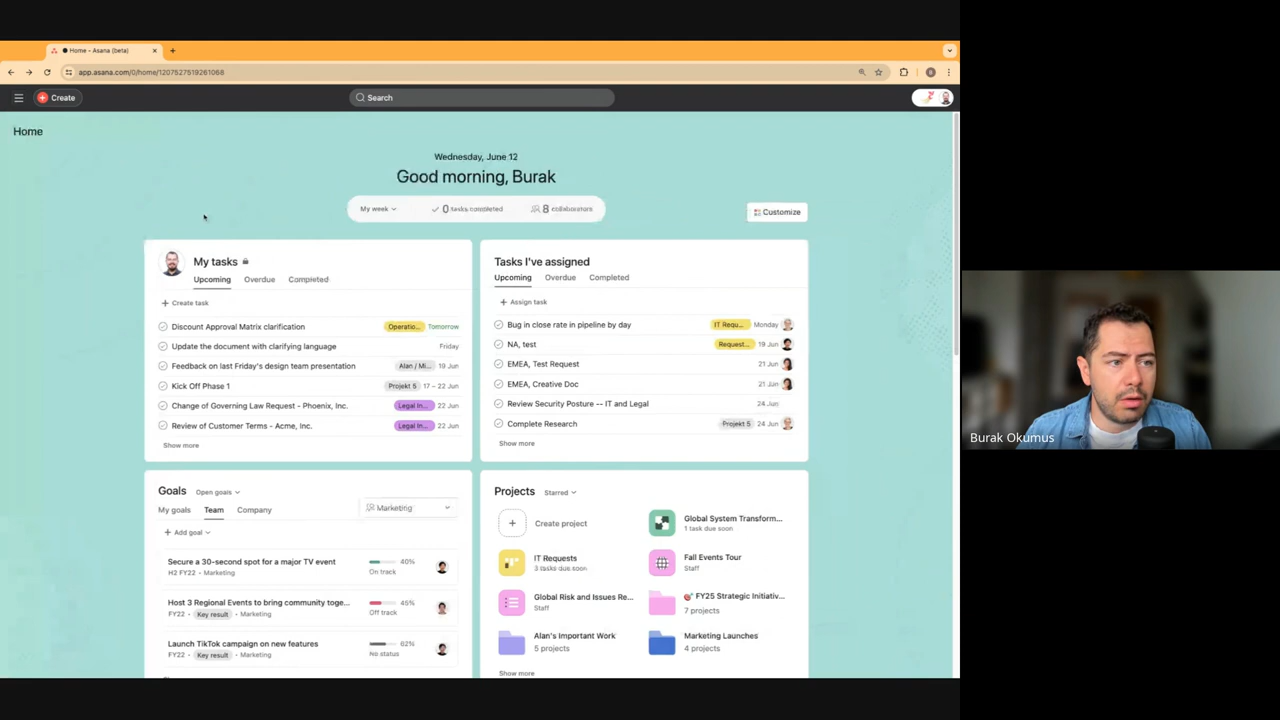 Home - Asana (beta)
app.asana.com/0/home/1207527519261068
Create
Search
Home
Wednesday, June 12
Good morning, Burak
My week
0 tasks completed
8 collaborators
Customize
My tasks
Upcoming Overdue Completed
Create task
Discount Approval Matrix clarification Operatio... Tomorrow
Update the document with clarifying language Friday
Feedback on last Friday's design team presentation Alan / Mi... 19 Jun
Kick Off Phase 1 Projekt 5 17 – 22 Jun
Change of Governing Law Request - Phoenix, Inc. Legal In... 22 Jun
Review of Customer Terms - Acme, Inc. Legal In... 22 Jun
Show more
Tasks I've assigned
Upcoming Overdue Completed
Assign task
Bug in close rate in pipeline by day IT Requ... Monday
NA, test Request... 19 Jun
EMEA, Test Request 21 Jun
EMEA, Creative Doc 21 Jun
Review Security Posture -- IT and Legal 24 Jun
Complete Research Projekt 5 24 Jun
Show more
Goals Open goals
My goals Team Company
Marketing
Add goal
Secure a 30-second spot for a major TV event 40%
H2 FY22 • Marketing On track
Host 3 Regional Events to bring community toge... 45%
FY22 • Key result • Marketing Off track
Launch TikTok campaign on new features 62%
FY22 • Key result • Marketing No status
Projects Starred
Create project
Global System Transform...
1 task due soon
IT Requests
3 tasks due soon
Fall Events Tour
Staff
Global Risk and Issues Re...
Staff
FY25 Strategic Initiativ...
7 projects
Alan's Important Work
5 projects
Marketing Launches
4 projects
Show more
Burak Okumus